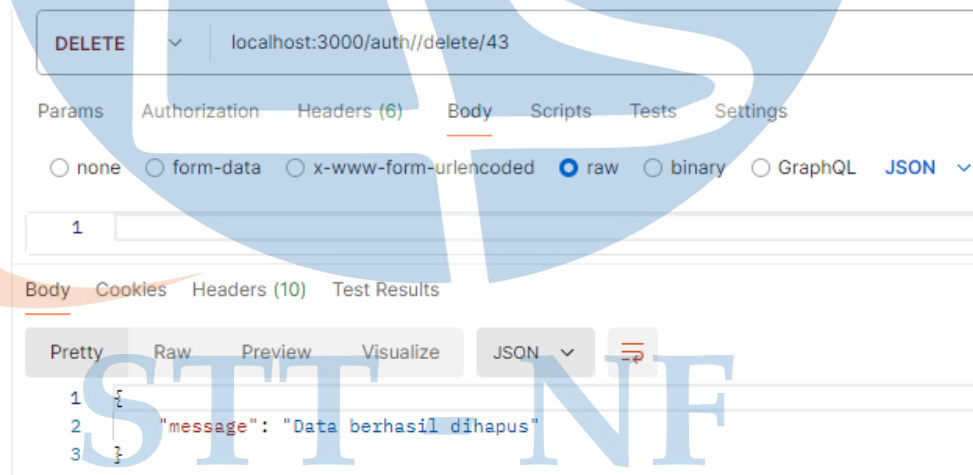 DELETE localhost:3000/auth//delete/43
Params Authorization Headers (6) Body Scripts Tests Settings
none form-data x-www-form-urlencoded raw binary GraphQL JSON
1
Body Cookies Headers (10) Test Results
Pretty Raw Preview Visualize JSON
1 {
2 "message": "Data berhasil dihapus"
3 }
STT - NF